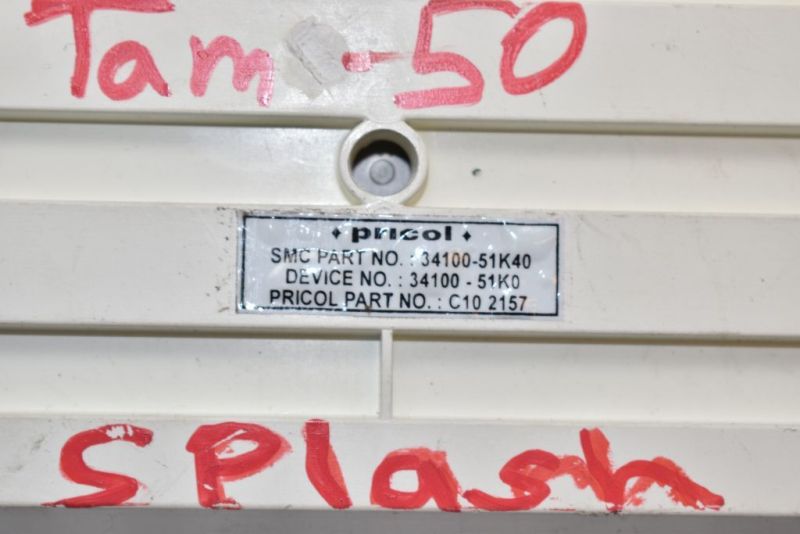 Tam -50
pricol
SMC PART NO. : 34100-51K40
DEVICE NO. : 34100 - 51K0
PRICOL PART NO. : C10 2157
SPlash